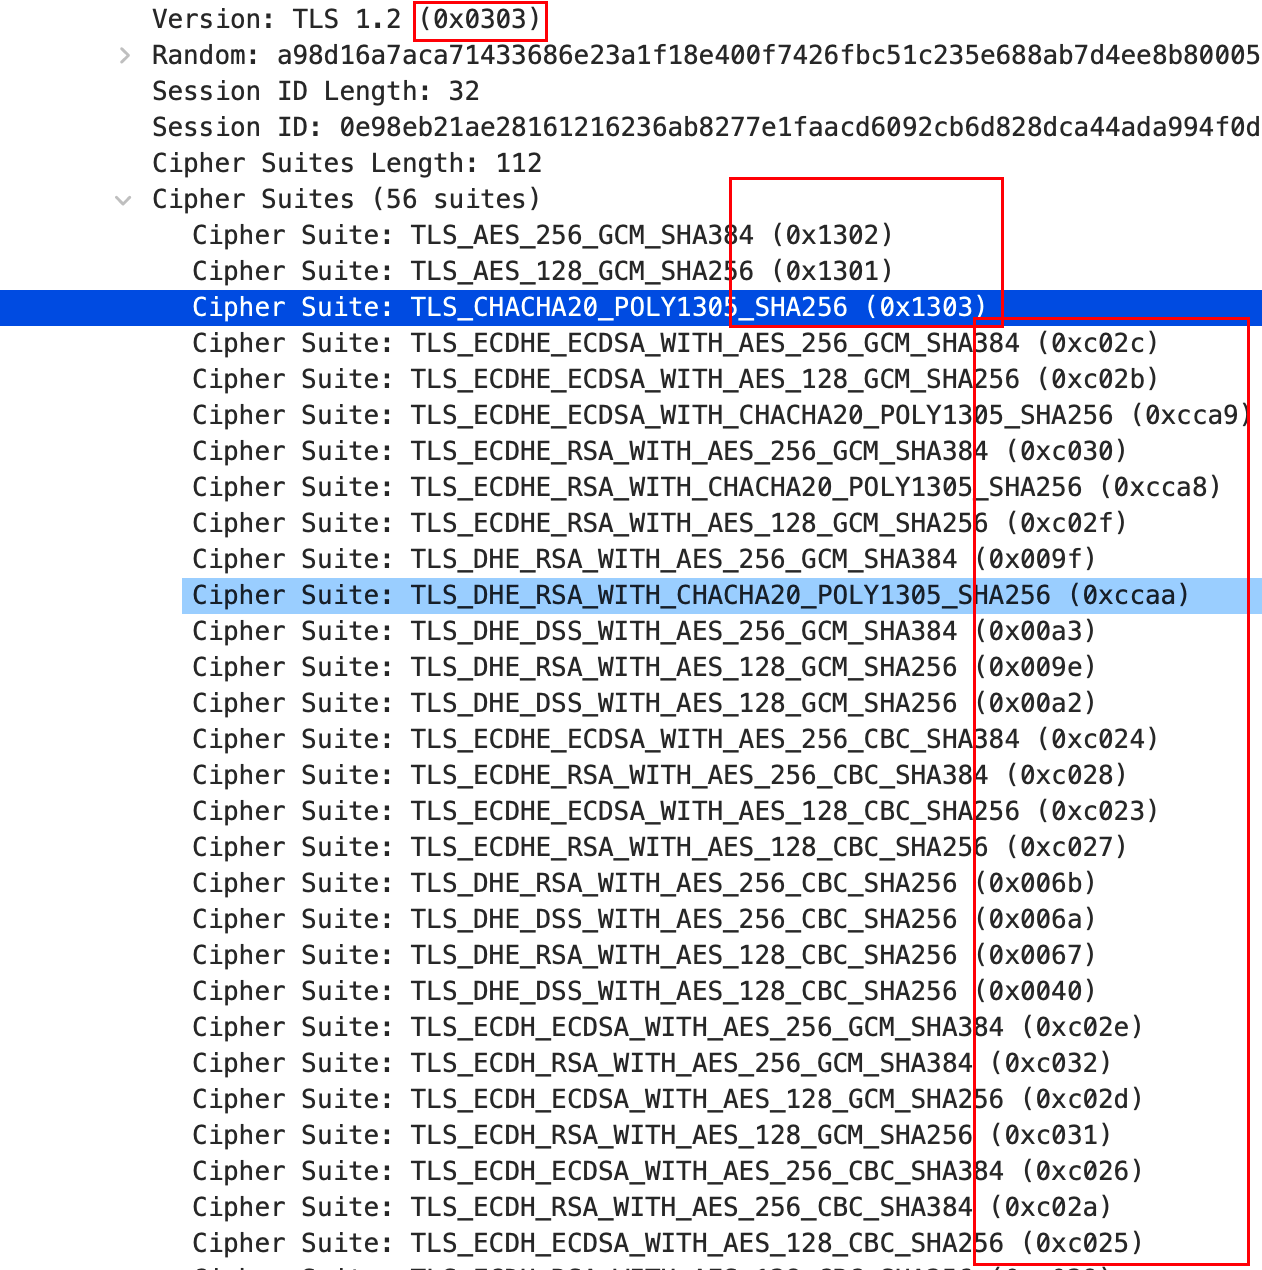 Version: TLS 1.2 (0x0303)
Random: a98d16a7aca71433686e23a1f18e400f7426fbc51c235e688ab7d4ee8b80005
Session ID Length: 32
Session ID: 0e98eb21ae28161216236ab8277e1faacd6092cb6d828dca44ada994f0d
Cipher Suites Length: 112
Cipher Suites (56 suites)
Cipher Suite: TLS_AES_256_GCM_SHA384 (0x1302)
Cipher Suite: TLS_AES_128_GCM_SHA256 (0x1301)
Cipher Suite: TLS_CHACHA20_POLY1305_SHA256 (0x1303)
Cipher Suite: TLS_ECDHE_ECDSA_WITH_AES_256_GCM_SHA384 (0xc02c)
Cipher Suite: TLS_ECDHE_ECDSA_WITH_AES_128_GCM_SHA256 (0xc02b)
Cipher Suite: TLS_ECDHE_ECDSA_WITH_CHACHA20_POLY1305_SHA256 (0xcca9)
Cipher Suite: TLS_ECDHE_RSA_WITH_AES_256_GCM_SHA384 (0xc030)
Cipher Suite: TLS_ECDHE_RSA_WITH_CHACHA20_POLY1305_SHA256 (0xcca8)
Cipher Suite: TLS_ECDHE_RSA_WITH_AES_128_GCM_SHA256 (0xc02f)
Cipher Suite: TLS_DHE_RSA_WITH_AES_256_GCM_SHA384 (0x009f)
Cipher Suite: TLS_DHE_RSA_WITH_CHACHA20_POLY1305_SHA256 (0xccaa)
Cipher Suite: TLS_DHE_DSS_WITH_AES_256_GCM_SHA384 (0x00a3)
Cipher Suite: TLS_DHE_RSA_WITH_AES_128_GCM_SHA256 (0x009e)
Cipher Suite: TLS_DHE_DSS_WITH_AES_128_GCM_SHA256 (0x00a2)
Cipher Suite: TLS_ECDHE_ECDSA_WITH_AES_256_CBC_SHA384 (0xc024)
Cipher Suite: TLS_ECDHE_RSA_WITH_AES_256_CBC_SHA384 (0xc028)
Cipher Suite: TLS_ECDHE_ECDSA_WITH_AES_128_CBC_SHA256 (0xc023)
Cipher Suite: TLS_ECDHE_RSA_WITH_AES_128_CBC_SHA256 (0xc027)
Cipher Suite: TLS_DHE_RSA_WITH_AES_256_CBC_SHA256 (0x006b)
Cipher Suite: TLS_DHE_DSS_WITH_AES_256_CBC_SHA256 (0x006a)
Cipher Suite: TLS_DHE_RSA_WITH_AES_128_CBC_SHA256 (0x0067)
Cipher Suite: TLS_DHE_DSS_WITH_AES_128_CBC_SHA256 (0x0040)
Cipher Suite: TLS_ECDH_ECDSA_WITH_AES_256_GCM_SHA384 (0xc02e)
Cipher Suite: TLS_ECDH_RSA_WITH_AES_256_GCM_SHA384 (0xc032)
Cipher Suite: TLS_ECDH_ECDSA_WITH_AES_128_GCM_SHA256 (0xc02d)
Cipher Suite: TLS_ECDH_RSA_WITH_AES_128_GCM_SHA256 (0xc031)
Cipher Suite: TLS_ECDH_ECDSA_WITH_AES_256_CBC_SHA384 (0xc026)
Cipher Suite: TLS_ECDH_RSA_WITH_AES_256_CBC_SHA384 (0xc02a)
Cipher Suite: TLS_ECDH_ECDSA_WITH_AES_128_CBC_SHA256 (0xc025)